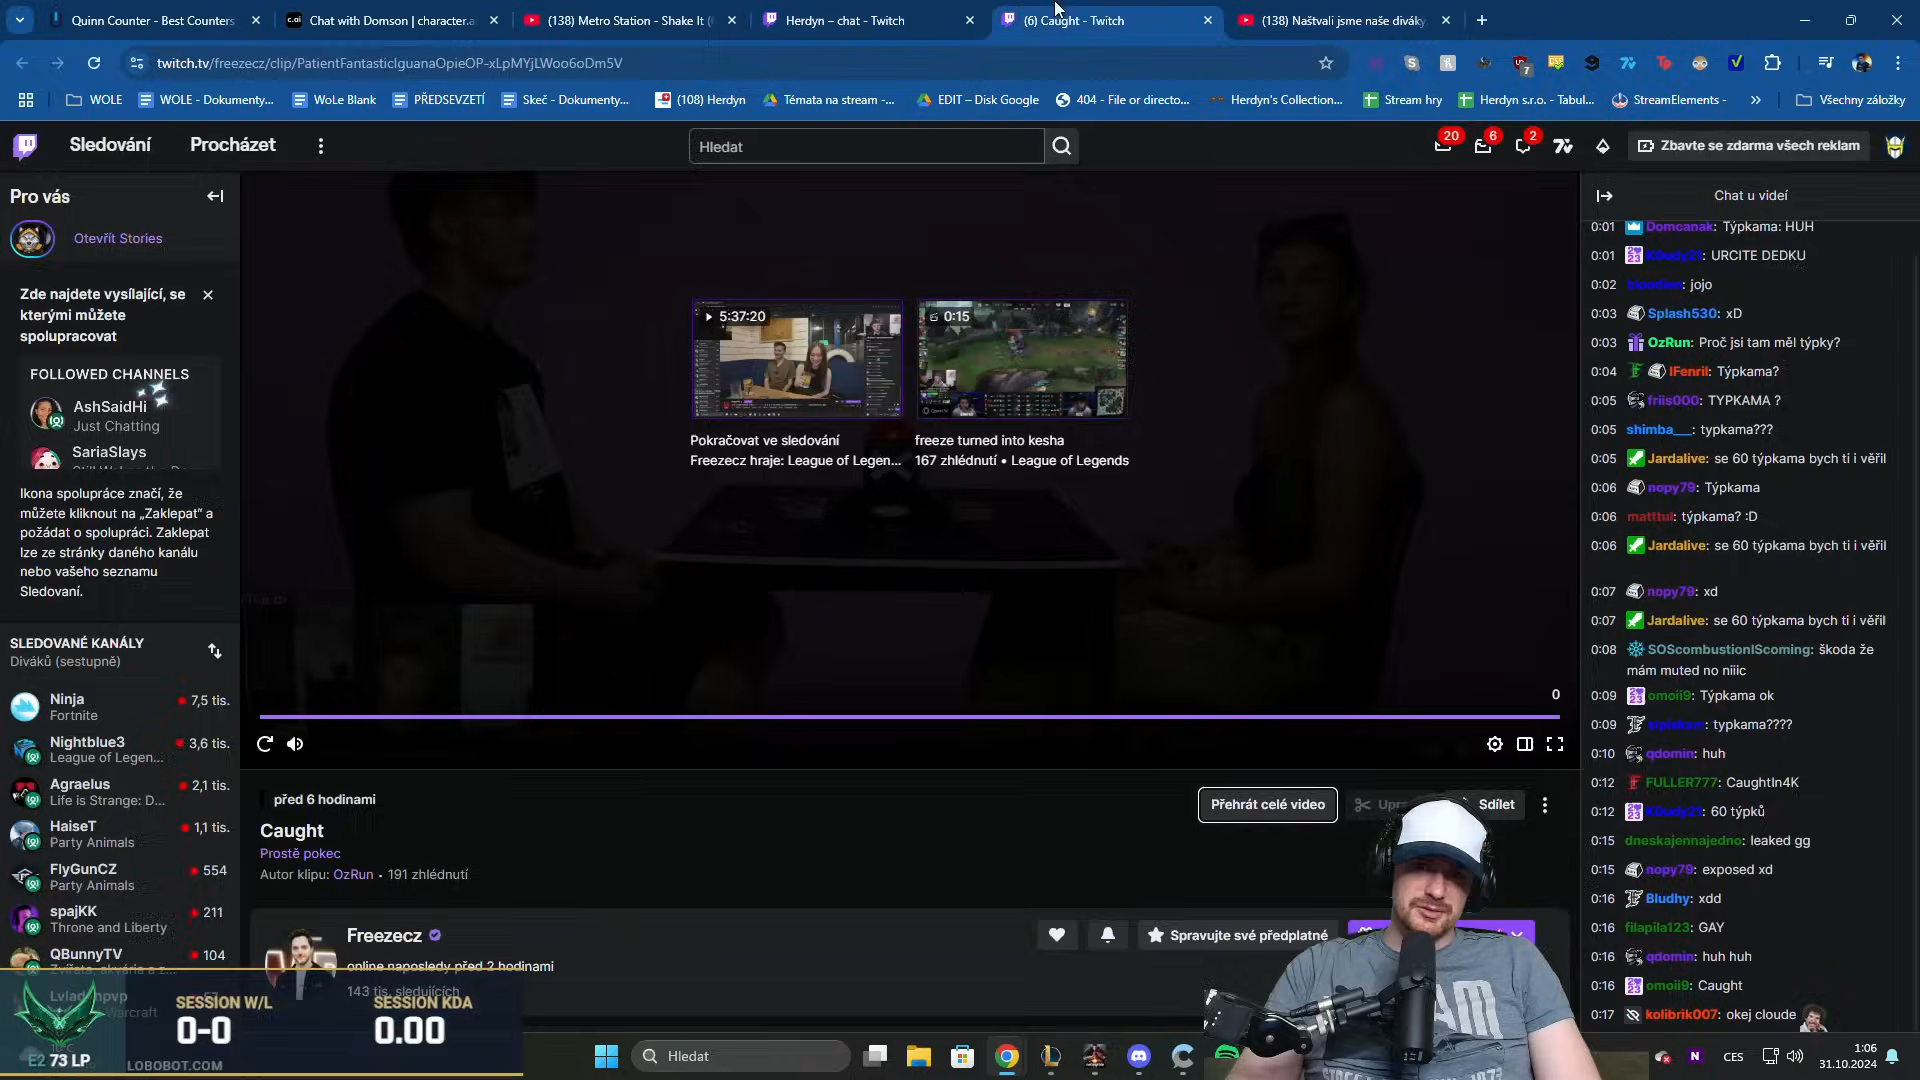 Quinn Counter - Best Counters
Chat with Domson | character.a
(138) Metro Station - Shake It (
Herdyn – chat - Twitch
(6) Caught - Twitch
(138) Naštvali jsme naše diváky
twitch.tv/freezecz/clip/PatientFantasticIguanaOpieOP-xLpMYjLWoo6oDm5V
WOLE
WOLE - Dokumenty...
WoLe Blank
PŘEDSEVZETÍ
Skeč - Dokumenty...
(108) Herdyn
Témata na stream -...
EDIT – Disk Google
404 - File or directo...
Herdyn's Collection...
Stream hry
Herdyn s.r.o. - Tabul...
StreamElements -
Všechny záložky
Sledování
Procházet
Hledat
20
6
2
Zbavte se zdarma všech reklam
Pro vás
Otevřít Stories
Zde najdete vysílající, se
kterými můžete
spolupracovat
FOLLOWED CHANNELS
AshSaidHi
Just Chatting
SariaSlays
Ikona spolupráce značí, že
můžete kliknout na „Zaklepat" a
požádat o spolupráci. Zaklepat
lze ze stránky daného kanálu
nebo vašeho seznamu
Sledovaní.
SLEDOVANÉ KANÁLY
Diváků (sestupně)
Ninja
7,5 tis.
Fortnite
Nightblue3
3,6 tis.
League of Legen...
Agraelus
2,1 tis.
Life is Strange: D...
HaiseT
1,1 tis.
Party Animals
FlyGunCZ
554
Party Animals
spajKK
211
Throne and Liberty
QBunnyTV
104
SESSION W/L
SESSION KDA
0-0
0.00
E2 73 LP
LOBOBOT.COM
5:37:20
0:15
Pokračovat ve sledování
Freezecz hraje: League of Legen...
freeze turned into kesha
167 zhlédnutí • League of Legends
0
před 6 hodinami
Přehrát celé video
Sdílet
Caught
Prostě pokec
Autor klipu: OzRun • 191 zhlédnutí
Freezecz
online naposledy před 2 hodinami
143 tis. sledujících
Spravujte své předplatné
Chat u videí
0:01 Domcanak: Týpkama: HUH
0:01 KDudy21: URCITE DEDKU
0:02 : jojo
0:03 Splash530: xD
0:03 OzRun: Proč jsi tam měl týpky?
0:04 IFenril: Týpkama?
0:05 friis000: TYPKAMA ?
0:05 shimba___: typkama???
0:05 Jardalive: se 60 týpkama bych ti i věřil
0:06 nopy79: Týpkama
0:06 matttul: týpkama? :D
0:06 Jardalive: se 60 týpkama bych ti i věřil
0:07 nopy79: xd
0:07 Jardalive: se 60 týpkama bych ti i věřil
0:08 SOScombustionIScoming: škoda že
mám muted no niiic
0:09 omoii9: Týpkama ok
0:09 : typkama????
0:10 qdomin: huh
0:12 FULLER777: CaughtIn4K
0:12 KDudy21: 60 týpků
0:15 dneskajennajedno: leaked gg
0:15 nopy79: exposed xd
0:16 Bludhy: xdd
0:16 filapila123: GAY
0:16 qdomin: huh huh
0:16 omoii9: Caught
0:17 kolibrik007: okej cloude
Hledat
CES
1:06
31.10.2024